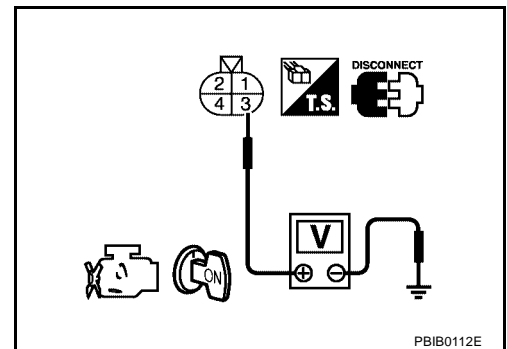 DISCONNECT
2 1
4 3
T.S.
V
ON
PBIB0112E